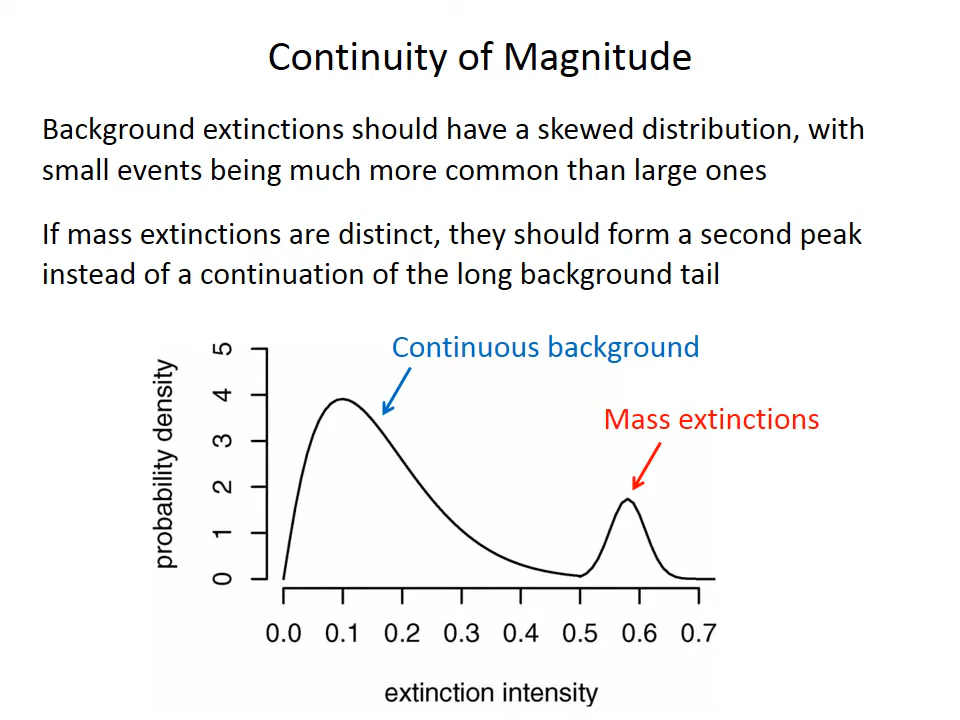 Continuity of Magnitude
Background extinctions should have a skewed distribution, with
small events being much more common than large ones
If mass extinctions are distinct, they should form a second peak
instead of a continuation of the long background tail
Continuous background
Mass extinctions
probability density
5
4
3
2
1
0
0.0 0.1 0.2 0.3 0.4 0.5 0.6 0.7
extinction intensity